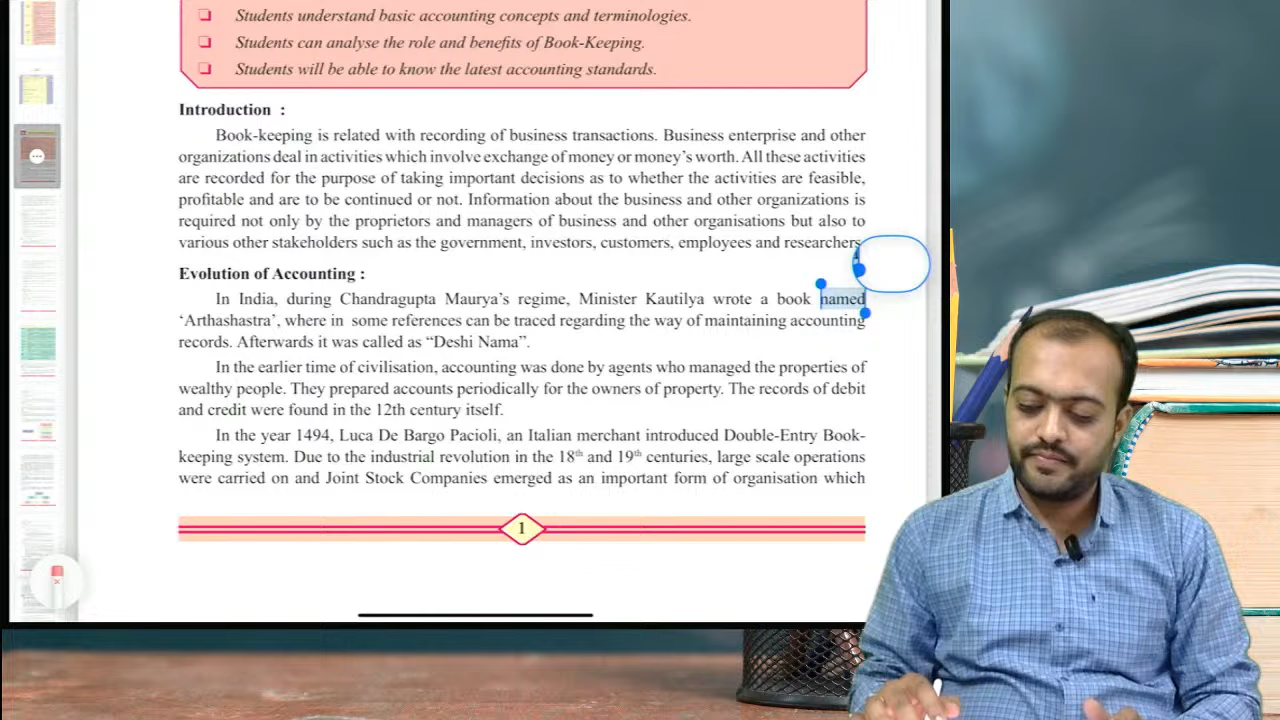 Students understand basic accounting concepts and terminologies.
Students can analyse the role and benefits of Book-Keeping.
Students will be able to know the latest accounting standards.
Introduction :
Book-keeping is related with recording of business transactions. Business enterprise and other
organizations deal in activities which involve exchange of money or money’s worth. All these activities
are recorded for the purpose of taking important decisions as to whether the activities are feasible,
profitable and are to be continued or not. Information about the business and other organizations is
required not only by the proprietors and managers of business and other organisations but also to
various other stakeholders such as the government, investors, customers, employees and researchers
Evolution of Accounting :
In India, during Chandragupta Maurya’s regime, Minister Kautilya wrote a book named
‘Arthashastra’, where in some references can be traced regarding the way of maintaining accounting
records. Afterwards it was called as “Deshi Nama”.
In the earlier time of civilisation, accounting was done by agents who managed the properties of
wealthy people. They prepared accounts periodically for the owners of property. The records of debit
and credit were found in the 12th century itself.
In the year 1494, Luca De Bargo Pacioli, an Italian merchant introduced Double-Entry Book-
keeping system. Due to the industrial revolution in the 18th and 19th centuries, large scale operations
were carried on and Joint Stock Companies emerged as an important form of organisation which
1